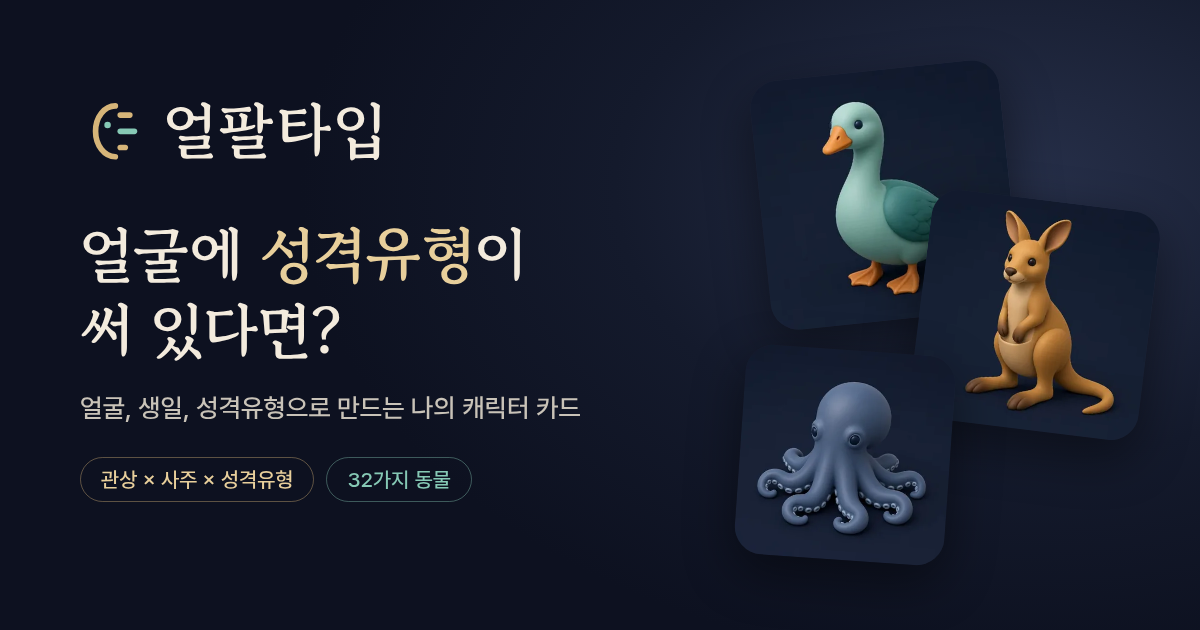 얼팔타입
얼굴에 성격유형이
써 있다면?
얼굴, 생일, 성격유형으로 만드는 나의 캐릭터 카드
관상 × 사주 × 성격유형
32가지 동물